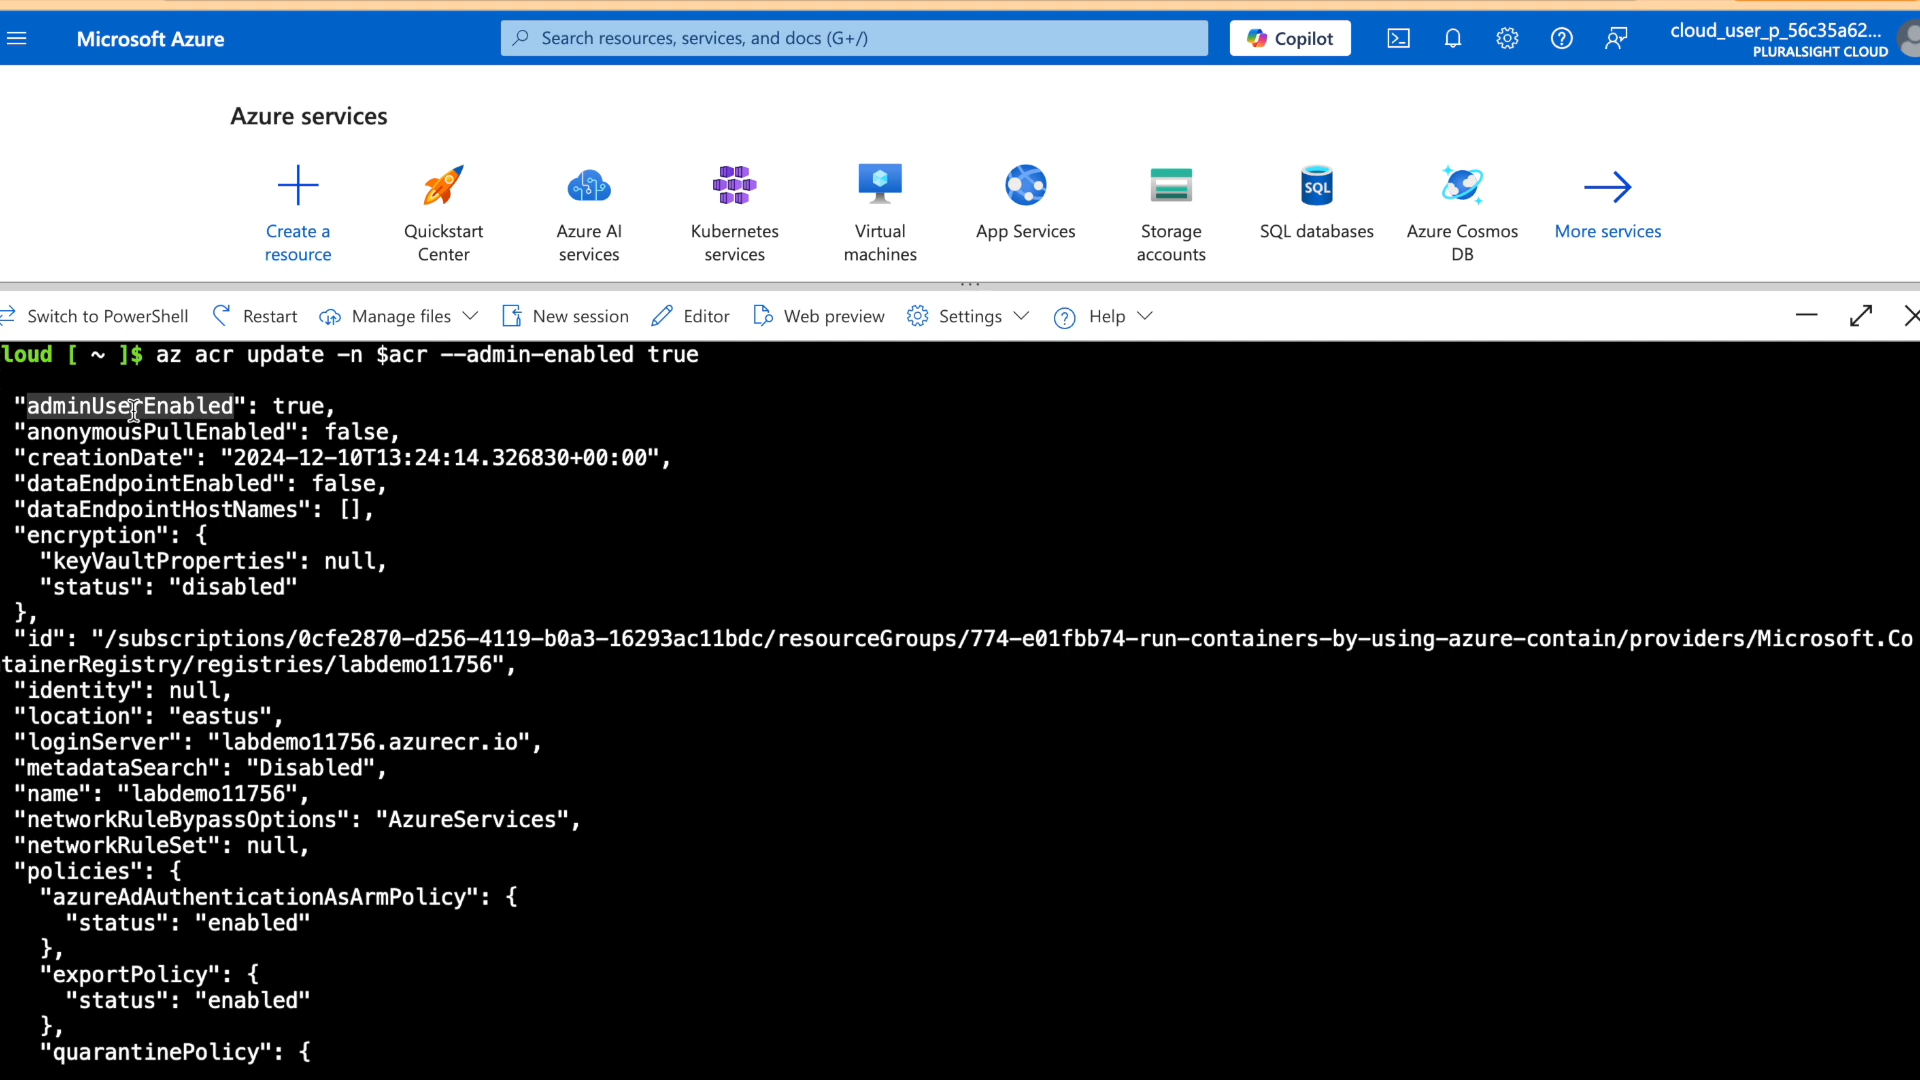 Microsoft Azure
Search resources, services, and docs (G+/)
Copilot
cloud_user_p_56c35a62...
PLURALSIGHT CLOUD
Azure services
Create a resource
Quickstart Center
Azure AI services
Kubernetes services
Virtual machines
App Services
Storage accounts
SQL
SQL databases
Azure Cosmos DB
More services
Switch to PowerShell
Restart
Manage files
New session
Editor
Web preview
Settings
Help
loud [ ~ ]$ az acr update -n $acr --admin-enabled true
"adminUserEnabled": true,
"anonymousPullEnabled": false,
"creationDate": "2024-12-10T13:24:14.326830+00:00",
"dataEndpointEnabled": false,
"dataEndpointHostNames": [],
"encryption": {
"keyVaultProperties": null,
"status": "disabled"
},
"id": "/subscriptions/0cfe2870-d256-4119-b0a3-16293ac11bdc/resourceGroups/774-e01fbb74-run-containers-by-using-azure-contain/providers/Microsoft.Co
tainerRegistry/registries/labdemo11756",
"identity": null,
"location": "eastus",
"loginServer": "labdemo11756.azurecr.io",
"metadataSearch": "Disabled",
"name": "labdemo11756",
"networkRuleBypassOptions": "AzureServices",
"networkRuleSet": null,
"policies": {
"azureAdAuthenticationAsArmPolicy": {
"status": "enabled"
},
"exportPolicy": {
"status": "enabled"
},
"quarantinePolicy": {